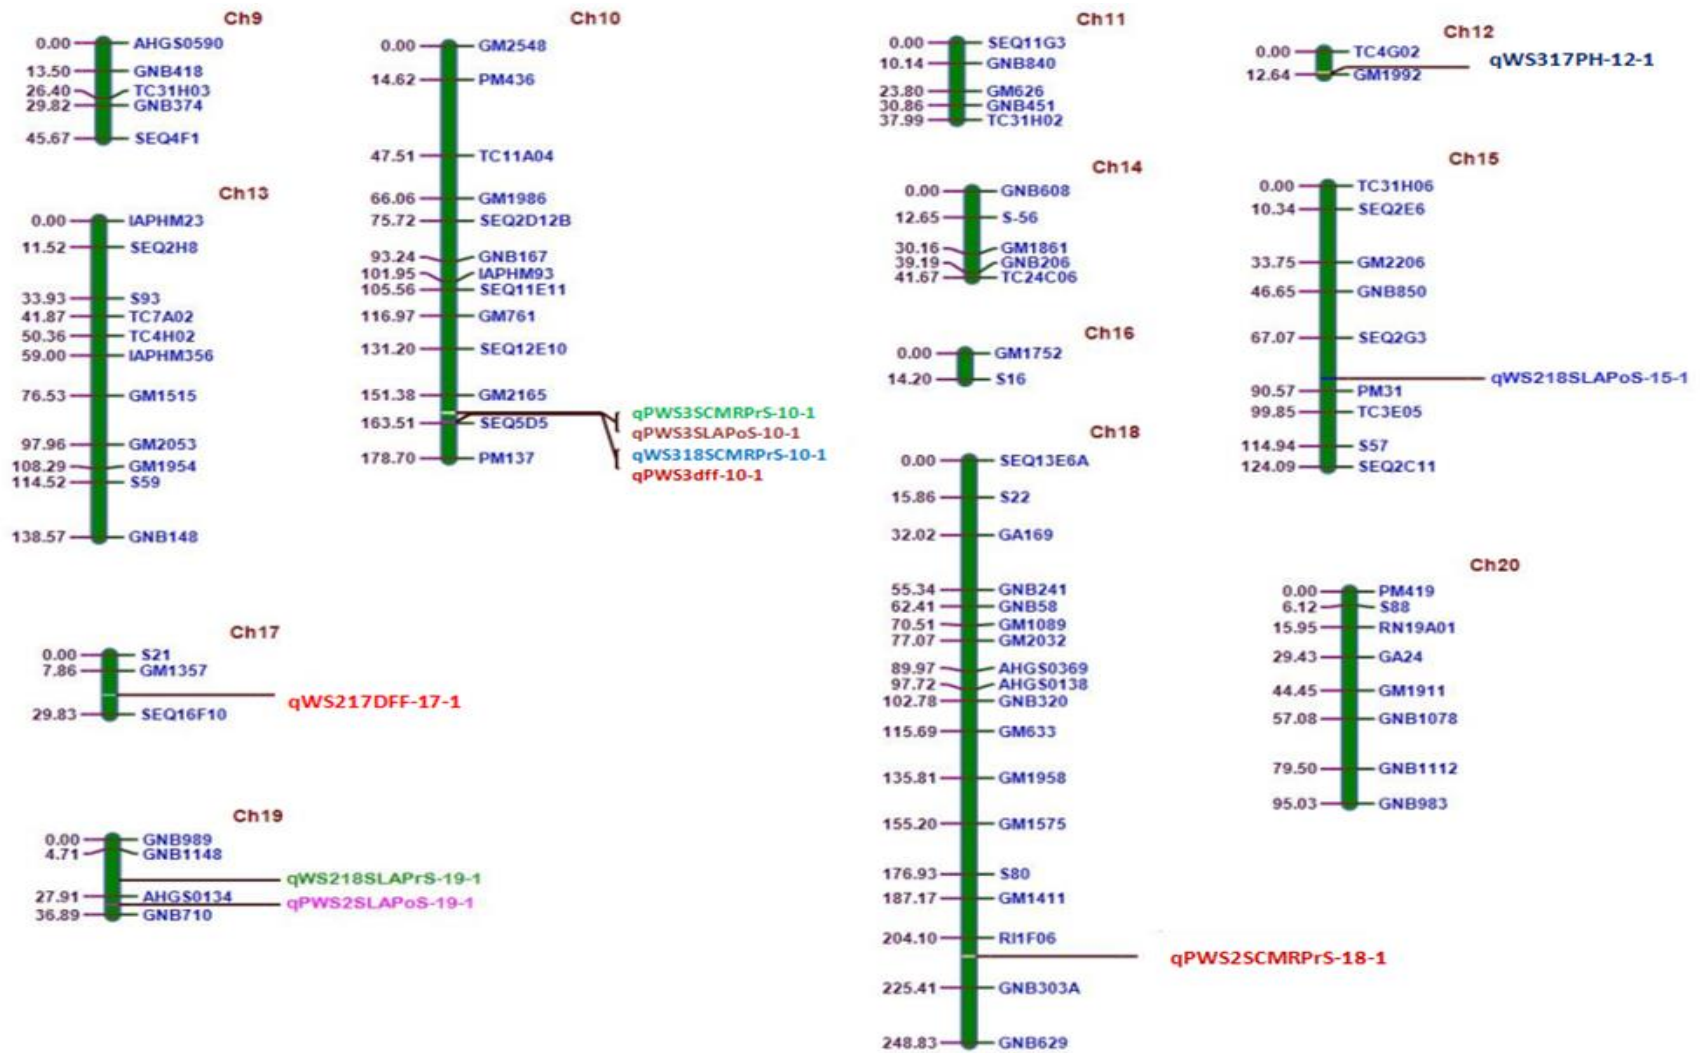 Ch9
0.00 AHGS0590
13.50 GNB418
26.40 TC31H03
29.82 GNB374
45.67 SEQ4F1
Ch10
0.00 GM2548
14.62 PM436
47.51 TC11A04
66.06 GM1986
75.72 SEQ2D12B
93.24 GNB167
101.95 IAPHM93
105.56 SEQ11E11
116.97 GM761
131.20 SEQ12E10
151.38 GM2165
163.51 SEQ5D5
178.70 PM137
qPWS3SCMRPrS-10-1
qPWS3SLAPoS-10-1
qWS318SCMRPrS-10-1
qPWS3dff-10-1
Ch11
0.00 SEQ11G3
10.14 GNB840
23.80 GM626
30.86 GNB451
37.99 TC31H02
Ch12
0.00 TC4G02
12.64 GM1992
qWS317PH-12-1
Ch13
0.00 IAPHM23
11.52 SEQ2H8
33.93 S93
41.87 TC7A02
50.36 TC4H02
59.00 IAPHM356
76.53 GM1515
97.96 GM2053
108.29 GM1954
114.52 S59
138.57 GNB148
Ch14
0.00 GNB608
12.65 S-56
30.16 GM1861
39.19 GNB206
41.67 TC24C06
Ch15
0.00 TC31H06
10.34 SEQ2E6
33.75 GM2206
46.65 GNB850
67.07 SEQ2G3
qWS218SLAPoS-15-1
90.57 PM31
99.85 TC3E05
114.94 S57
124.09 SEQ2C11
Ch16
0.00 GM1752
14.20 S16
Ch17
0.00 S21
7.86 GM1357
qWS217DFF-17-1
29.83 SEQ16F10
Ch18
0.00 SEQ13E6A
15.86 S22
32.02 GA169
55.34 GNB241
62.41 GNB58
70.51 GM1089
77.07 GM2032
89.97 AHGS0369
97.72 AHGS0138
102.78 GNB320
115.69 GM633
135.81 GM1958
155.20 GM1575
176.93 S80
187.17 GM1411
204.10 RI1F06
qPWS2SCMRPrS-18-1
225.41 GNB303A
248.83 GNB629
Ch19
0.00 GNB989
4.71 GNB1148
qWS218SLAPrS-19-1
27.91 AHGS0134
qPWS2SLAPoS-19-1
36.89 GNB710
Ch20
0.00 PM419
6.12 S88
15.95 RN19A01
29.43 GA24
44.45 GM1911
57.08 GNB1078
79.50 GNB1112
95.03 GNB983